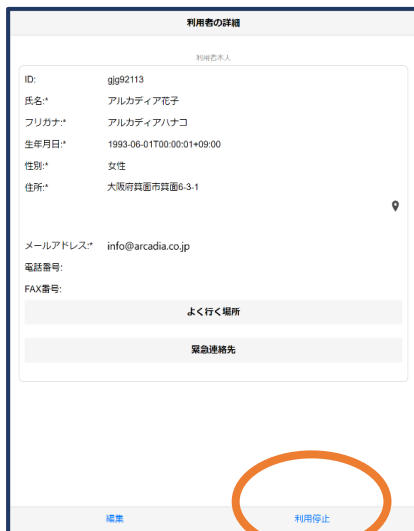 利用者の詳細
利用者本人
ID: gjg92113
氏名:* アルカディア花子
フリガナ:* アルカディアハナコ
生年月日:* 1993-06-01T00:00:01+09:00
性別:* 女性
住所:* 大阪府箕面市箕面6-3-1
メールアドレス:* info@arcadia.co.jp
電話番号:
FAX番号:
よく行く場所
緊急連絡先
編集 利用停止